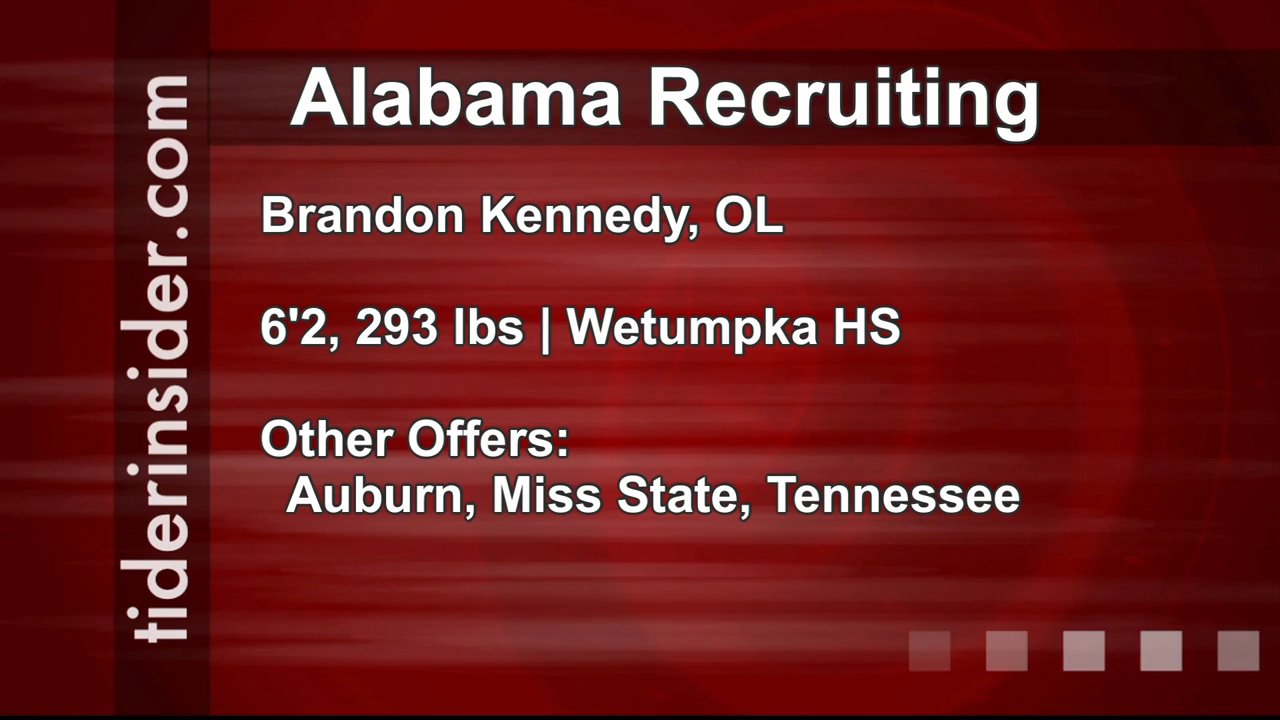 Alabama Recruiting
tiderinsider.com
Brandon Kennedy, OL
6'2, 293 lbs | Wetumpka HS
Other Offers:
Auburn, Miss State, Tennessee